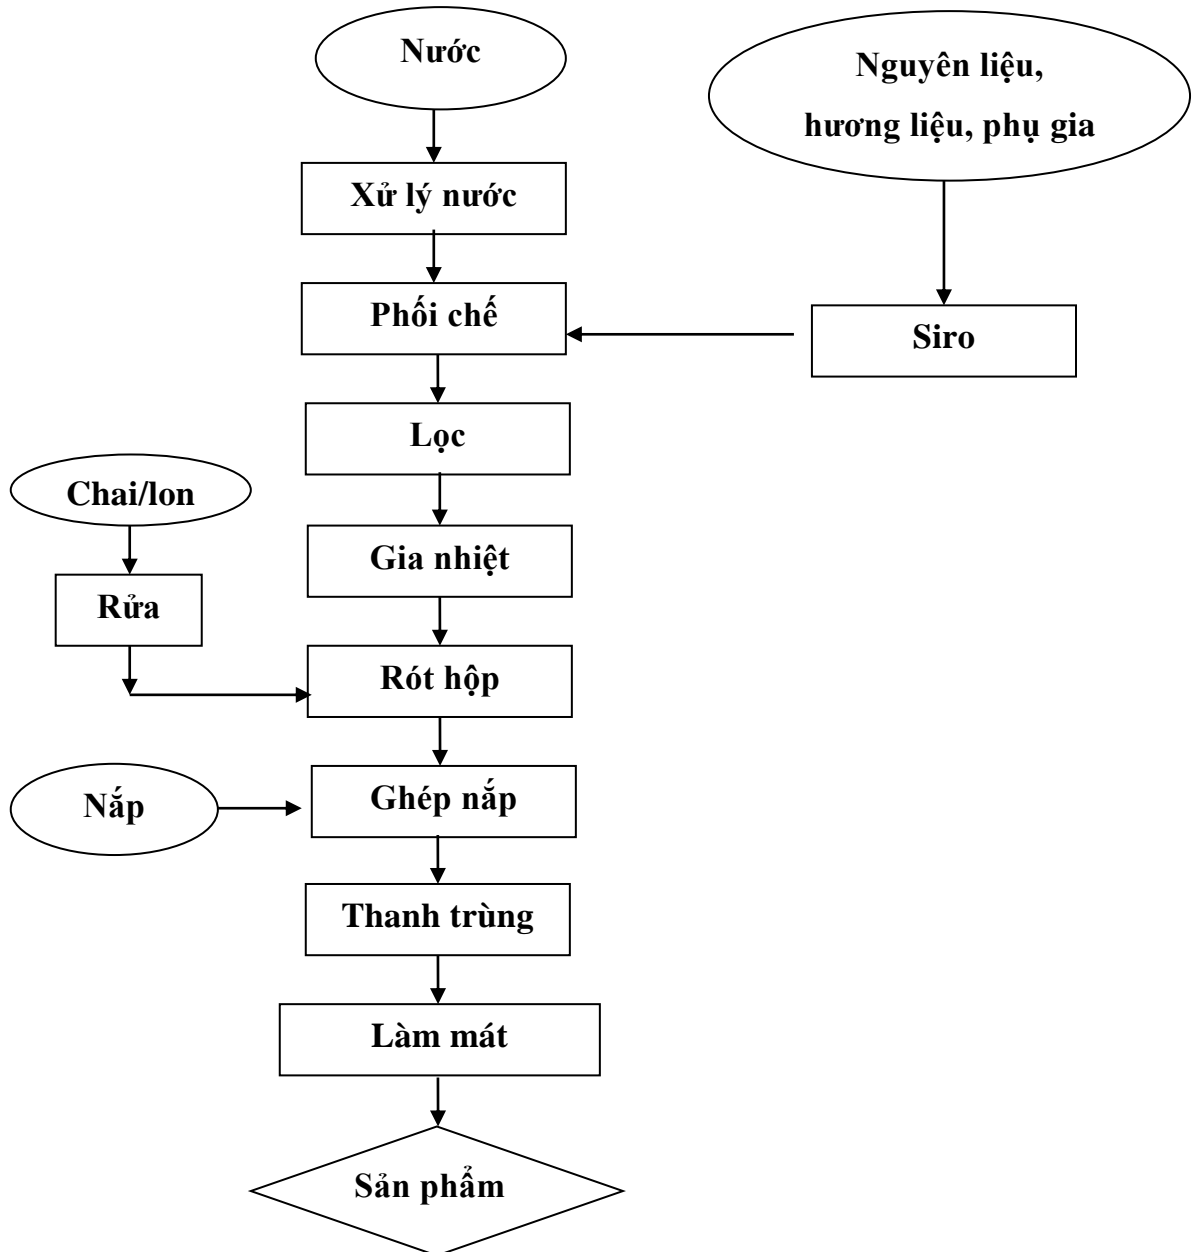 Nước
Nguyên liệu,
hương liệu, phụ gia
Xử lý nước
Phối chế
Siro
Lọc
Chai/lon
Gia nhiệt
Rửa
Rót hộp
Nắp
Ghép nắp
Thanh trùng
Làm mát
Sản phẩm